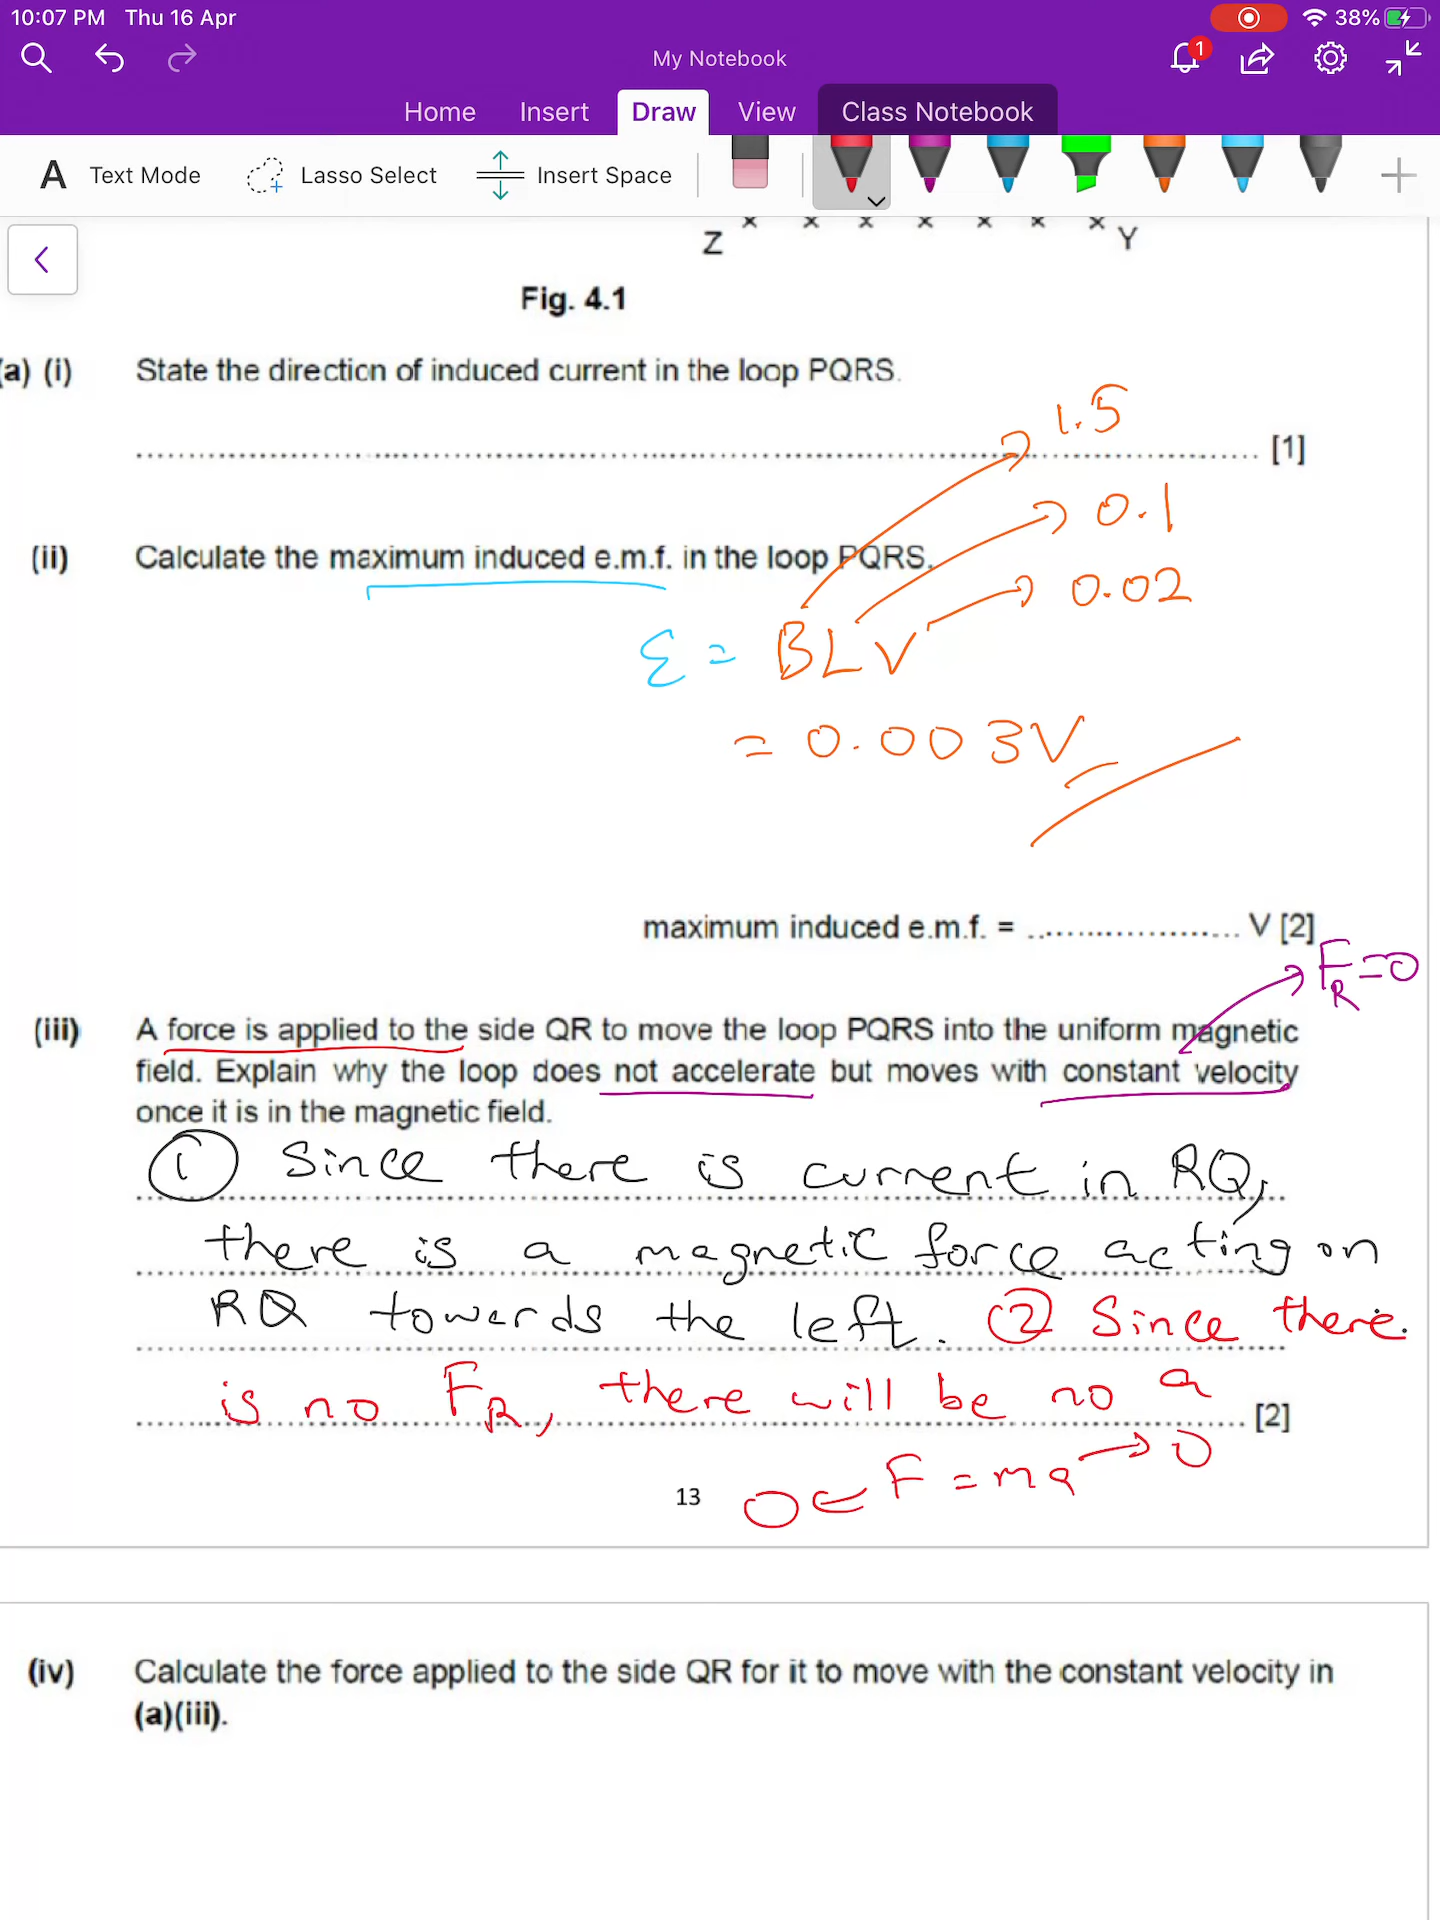 10:07 PM Thu 16 Apr
38%
1
My Notebook
Home Insert Draw View Class Notebook
A Text Mode Lasso Select Insert Space
x x x x x x x
Z Y
Fig. 4.1
(a) (i) State the direction of induced current in the loop PQRS.
1.5
[1]
0.1
(ii) Calculate the maximum induced e.m.f. in the loop PQRS.
0.02
ε = BLV
= 0.003V
maximum induced e.m.f. = V [2]
F_R=0
(iii) A force is applied to the side QR to move the loop PQRS into the uniform magnetic
field. Explain why the loop does not accelerate but moves with constant velocity
once it is in the magnetic field.
① Since there is current in RQ,
there is a magnetic force acting on
RQ towards the left. ② Since there
is no F_R, there will be no a
[2]
0 ← F = ma → 0
13
(iv) Calculate the force applied to the side QR for it to move with the constant velocity in
(a)(iii).